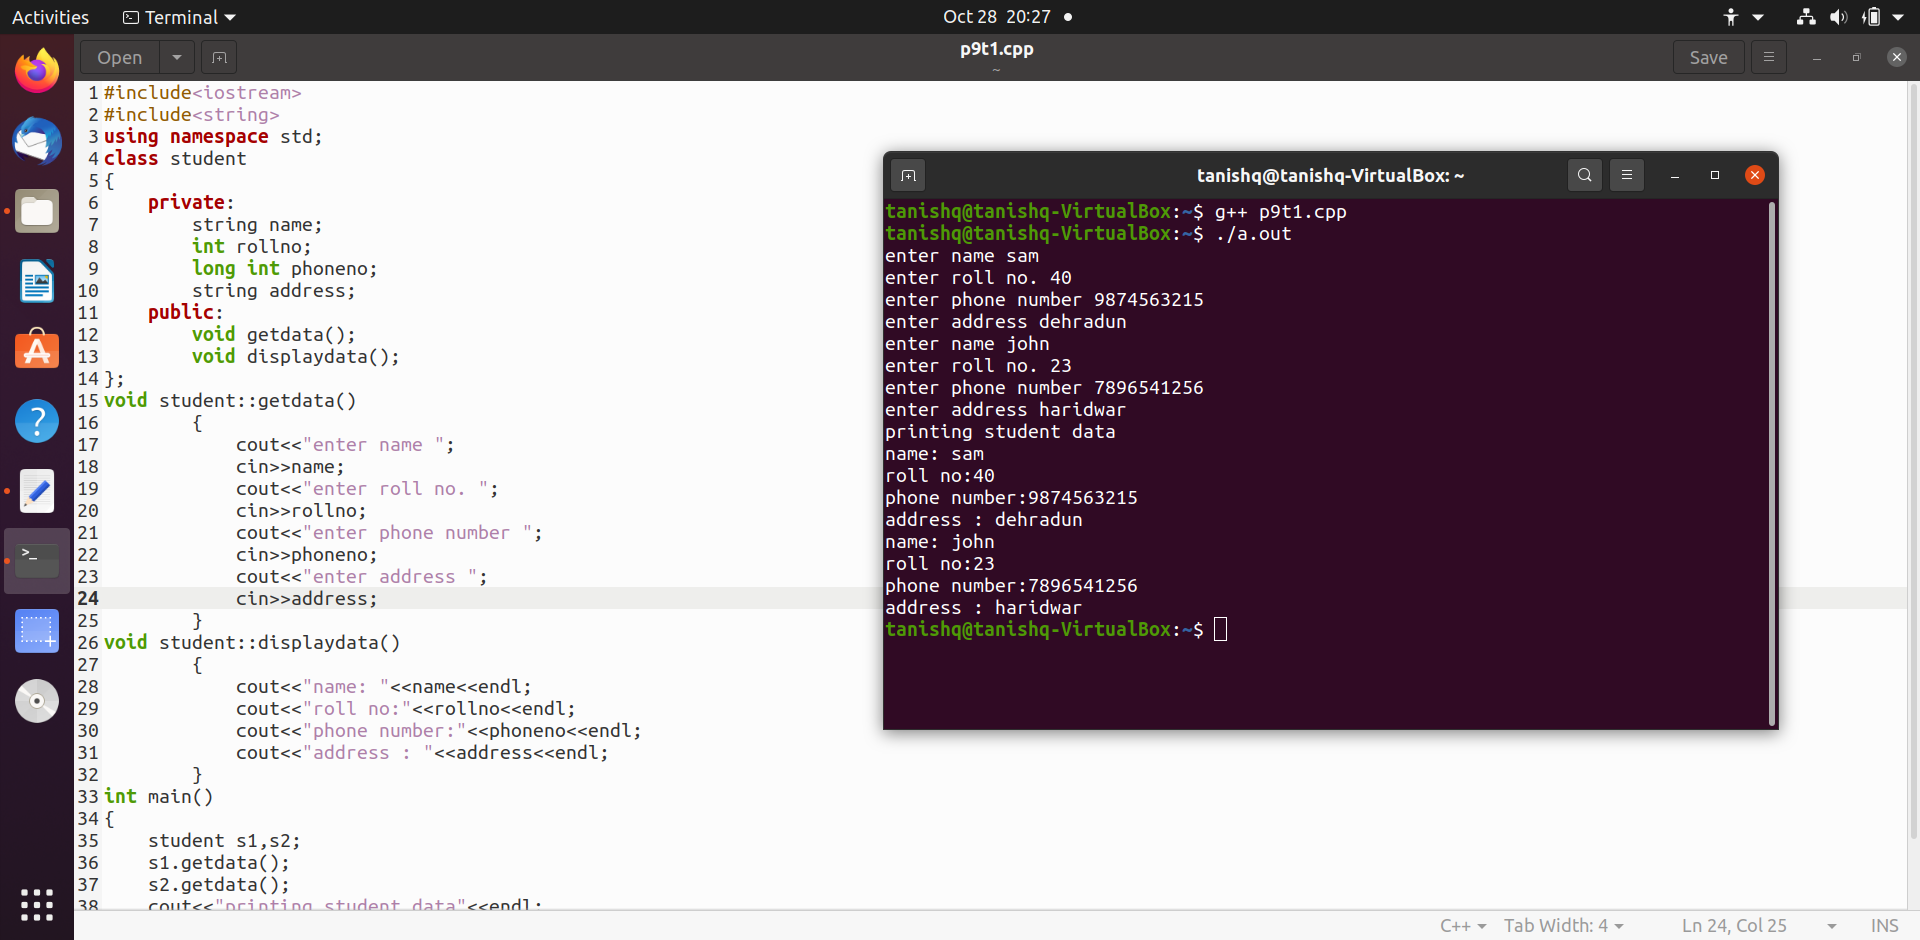 Activities Terminal Oct 28 20:27
Open p9t1.cpp Save
~
1 #include<iostream>
2 #include<string>
3 using namespace std;
4 class student
5 {
6     private:
7         string name;
8         int rollno;
9         long int phoneno;
10         string address;
11     public:
12         void getdata();
13         void displaydata();
14 };
15 void student::getdata()
16         {
17             cout<<"enter name ";
18             cin>>name;
19             cout<<"enter roll no. ";
20             cin>>rollno;
21             cout<<"enter phone number ";
22             cin>>phoneno;
23             cout<<"enter address ";
24             cin>>address;
25         }
26 void student::displaydata()
27         {
28             cout<<"name: "<<name<<endl;
29             cout<<"roll no:"<<rollno<<endl;
30             cout<<"phone number:"<<phoneno<<endl;
31             cout<<"address : "<<address<<endl;
32         }
33 int main()
34 {
35     student s1,s2;
36     s1.getdata();
37     s2.getdata();
38     cout<<"printing student data"<<endl;
tanishq@tanishq-VirtualBox: ~
tanishq@tanishq-VirtualBox:~$ g++ p9t1.cpp
tanishq@tanishq-VirtualBox:~$ ./a.out
enter name sam
enter roll no. 40
enter phone number 9874563215
enter address dehradun
enter name john
enter roll no. 23
enter phone number 7896541256
enter address haridwar
printing student data
name: sam
roll no:40
phone number:9874563215
address : dehradun
name: john
roll no:23
phone number:7896541256
address : haridwar
tanishq@tanishq-VirtualBox:~$
C++ Tab Width: 4 Ln 24, Col 25 INS